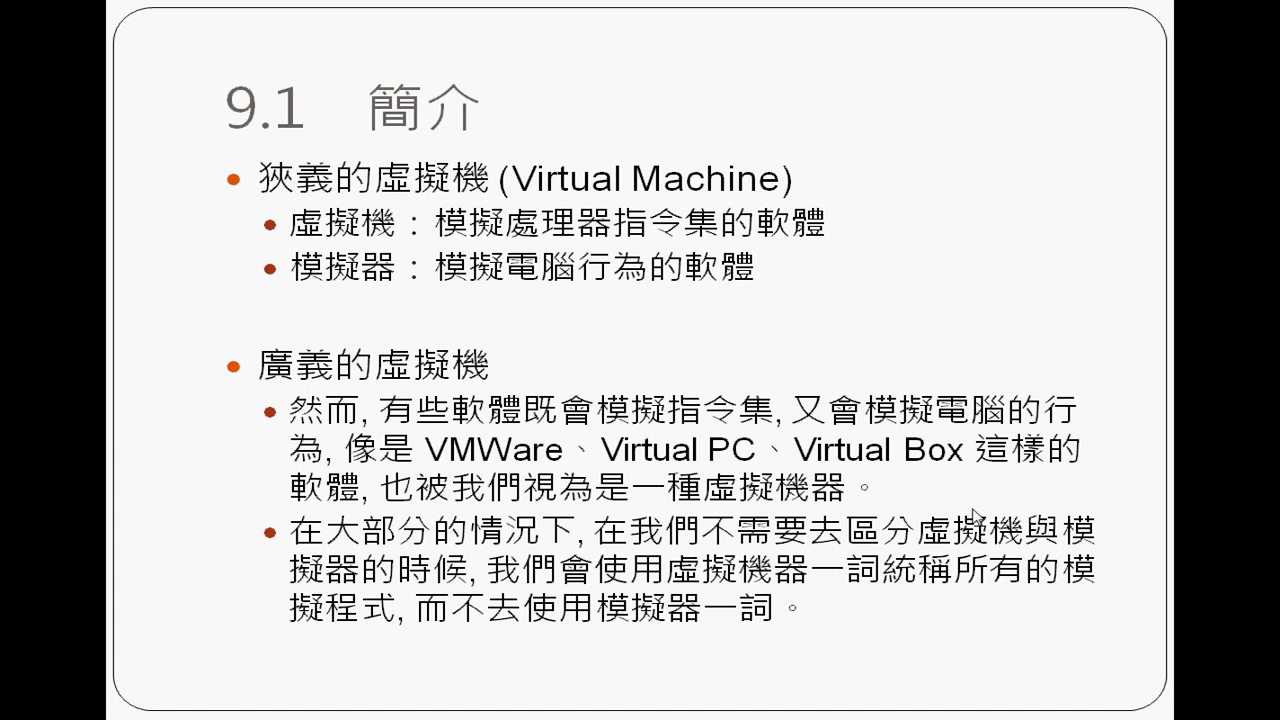 9.1 簡介
狹義的虛擬機 (Virtual Machine)
虛擬機：模擬處理器指令集的軟體
模擬器：模擬電腦行為的軟體
廣義的虛擬機
然而, 有些軟體既會模擬指令集, 又會模擬電腦的行
為, 像是 VMWare、Virtual PC、Virtual Box 這樣的
軟體, 也被我們視為是一種虛擬機器。
在大部分的情況下, 在我們不需要去區分虛擬機與模
擬器的時候, 我們會使用虛擬機器一詞統稱所有的模
擬程式, 而不去使用模擬器一詞。